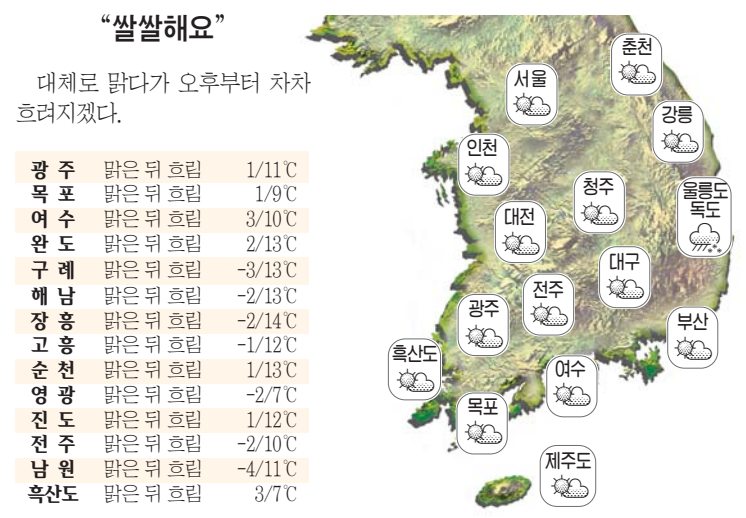 “쌀쌀해요”
대체로 맑다가 오후부터 차차
흐려지겠다.
광 주 맑은 뒤 흐림 1/11℃
목 포 맑은 뒤 흐림 1/9℃
여 수 맑은 뒤 흐림 3/10℃
완 도 맑은 뒤 흐림 2/13℃
구 례 맑은 뒤 흐림 -3/13℃
해 남 맑은 뒤 흐림 -2/13℃
장 흥 맑은 뒤 흐림 -2/14℃
고 흥 맑은 뒤 흐림 -1/12℃
순 천 맑은 뒤 흐림 1/13℃
영 광 맑은 뒤 흐림 -2/7℃
진 도 맑은 뒤 흐림 1/12℃
전 주 맑은 뒤 흐림 -2/10℃
남 원 맑은 뒤 흐림 -4/11℃
흑산도 맑은 뒤 흐림 3/7℃
춘천
서울
강릉
인천
청주
울릉도
독도
대전
대구
전주
광주
부산
흑산도
여수
목포
제주도